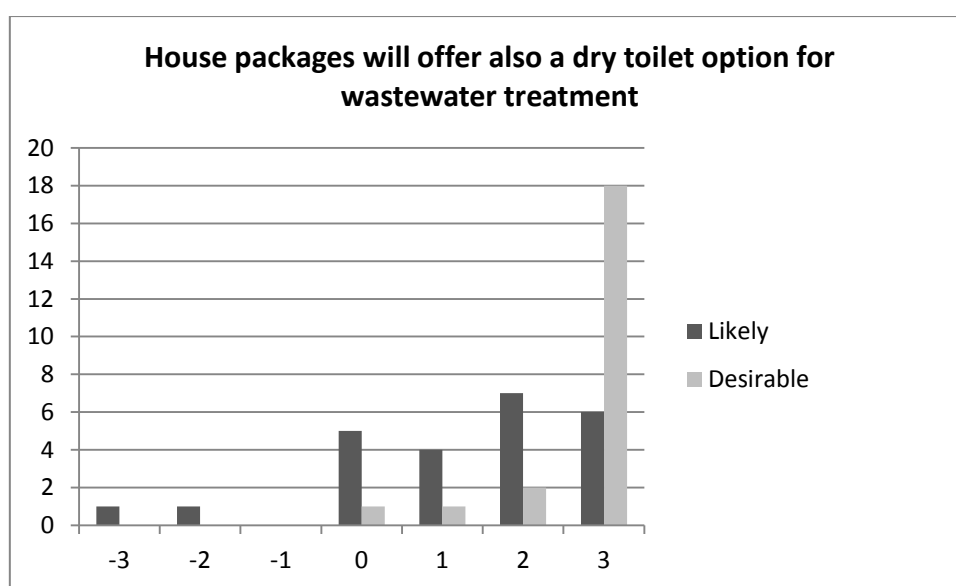 House packages will offer also a dry toilet option for
wastewater treatment
20
18
16
14
12
10
8
6
4
2
0
-3 -2 -1 0 1 2 3
Likely
Desirable